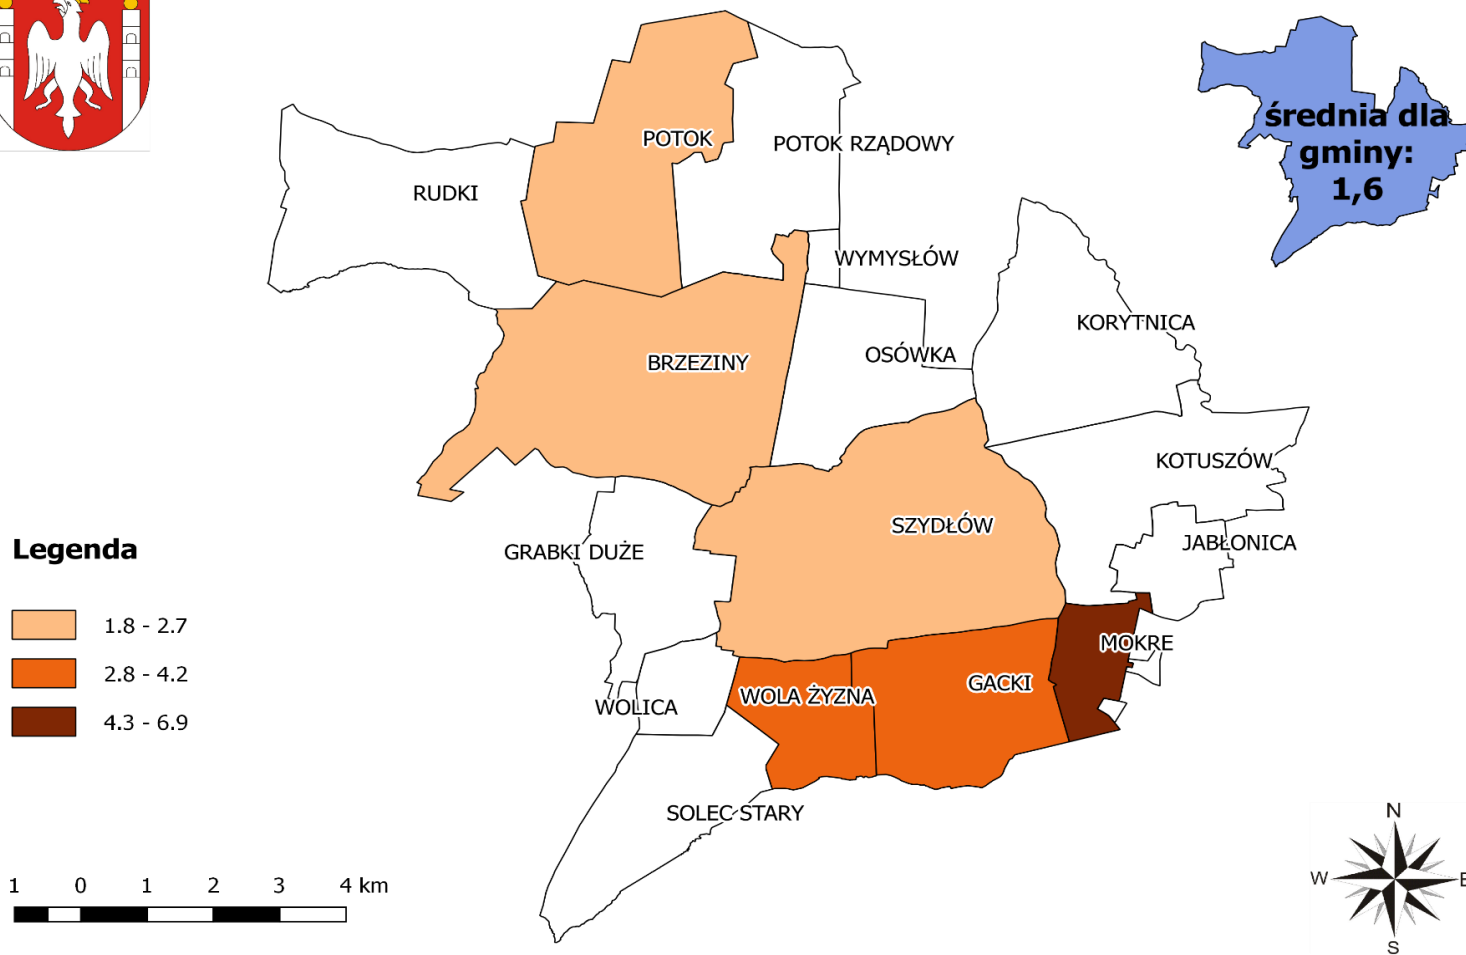 średnia dla
gminy:
1,6
POTOK
POTOK RZĄDOWY
RUDKI
WYMYSŁÓW
KORYTNICA
OSÓWKA
BRZEZINY
KOTUSZÓW
SZYDŁÓW
JABŁONICA
GRABKI DUŻE
MOKRE
GACKI
WOLA ŻYZNA
WOLICA
SOLEC STARY
Legenda
1.8 - 2.7
2.8 - 4.2
4.3 - 6.9
1 0 1 2 3 4 km
N
W E
S